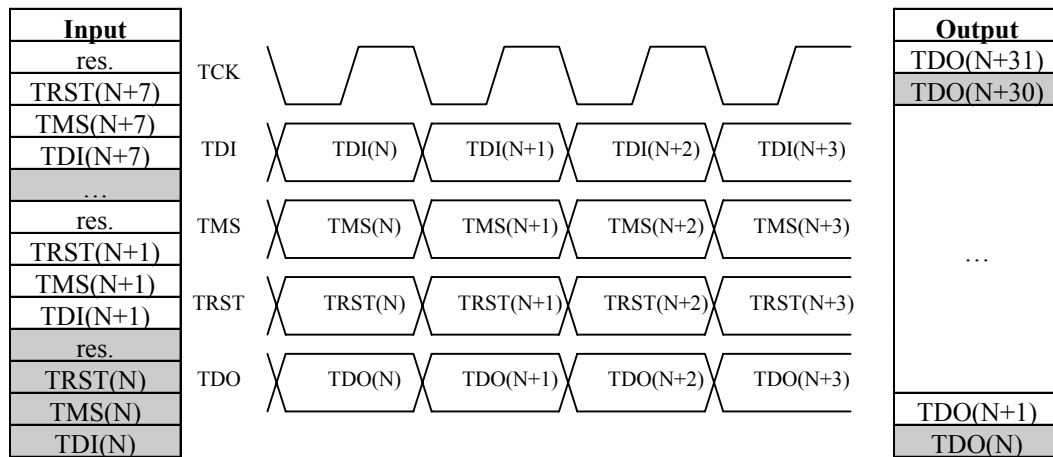 Input
res.
TRST(N+7)
TMS(N+7)
TDI(N+7)
…
res.
TRST(N+1)
TMS(N+1)
TDI(N+1)
res.
TRST(N)
TMS(N)
TDI(N)
TCK
TDI TDI(N) TDI(N+1) TDI(N+2) TDI(N+3)
TMS TMS(N) TMS(N+1) TMS(N+2) TMS(N+3)
TRST TRST(N) TRST(N+1) TRST(N+2) TRST(N+3)
TDO TDO(N) TDO(N+1) TDO(N+2) TDO(N+3)
Output
TDO(N+31)
TDO(N+30)
…
TDO(N+1)
TDO(N)